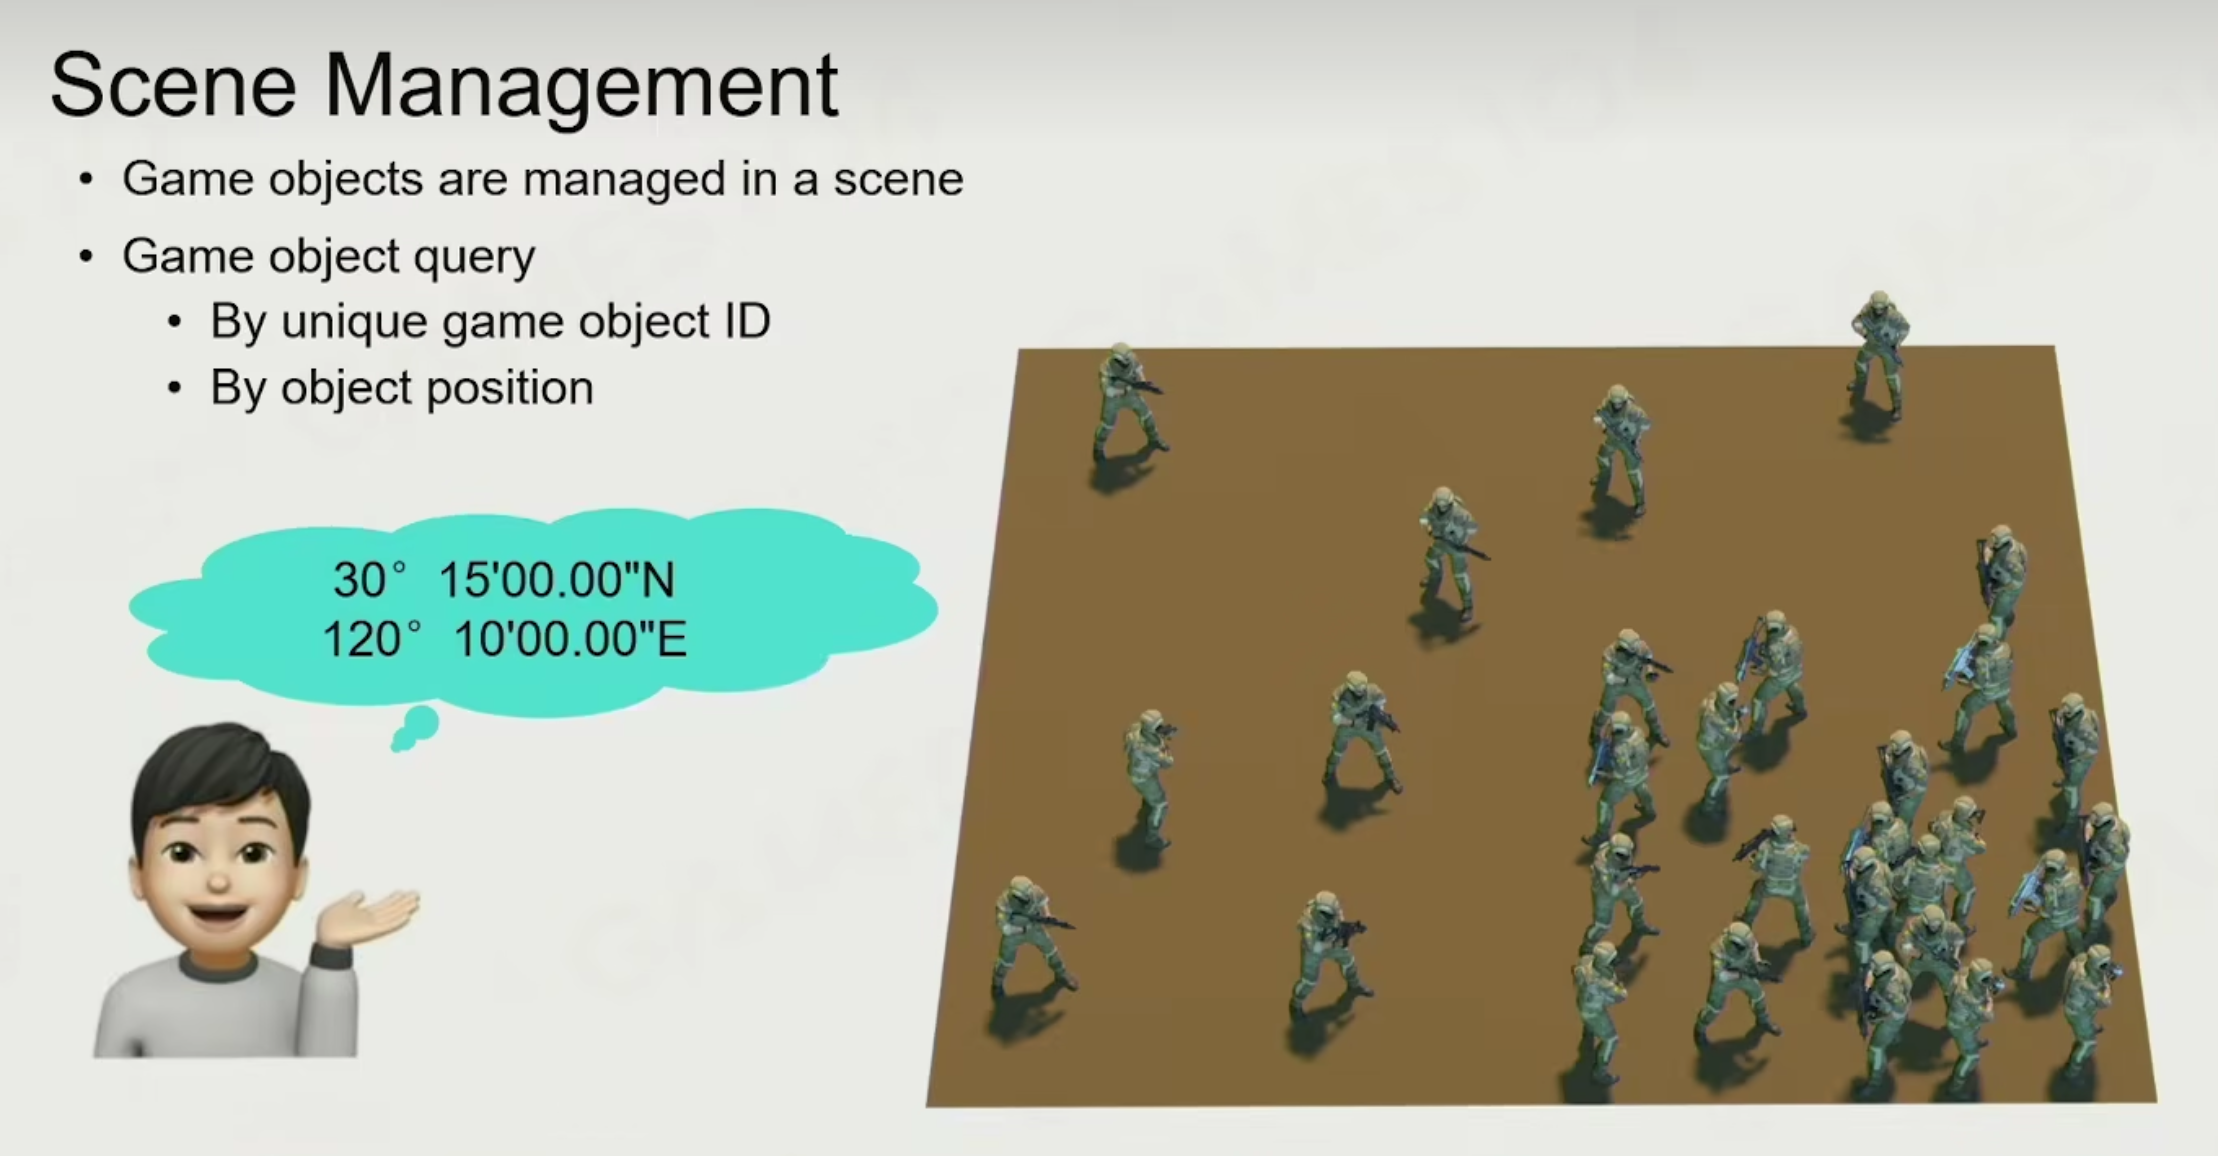 Scene Management
• Game objects are managed in a scene
• Game object query
• By unique game object ID
• By object position
30° 15'00.00"N
120° 10'00.00"E